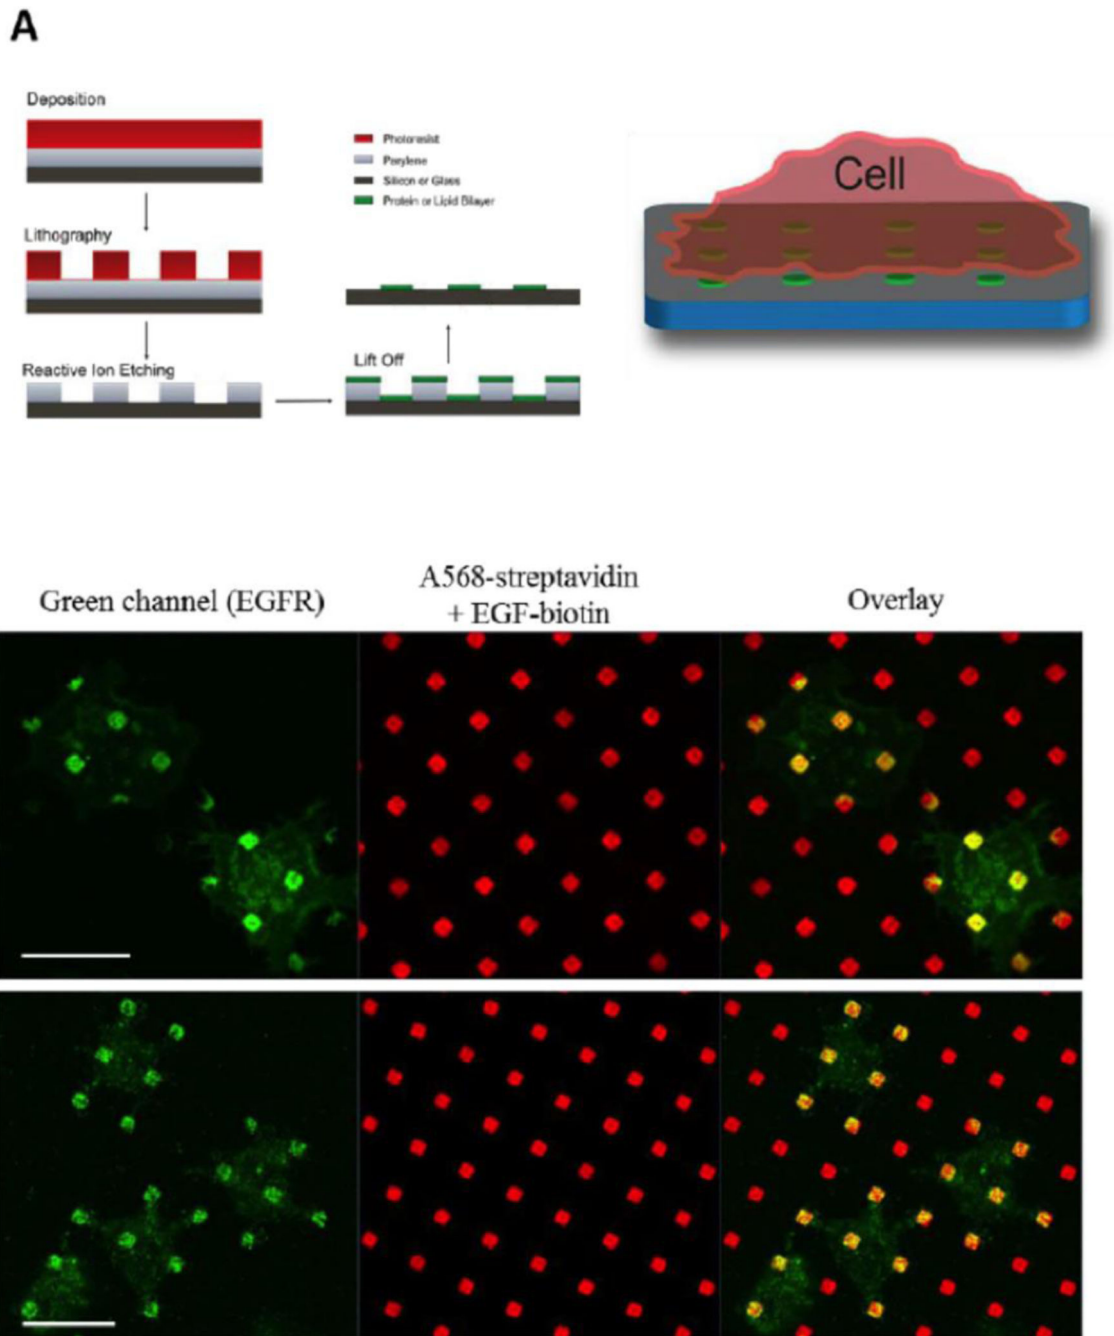 A
Deposition
Photoresist
Parylene
Silicon or Glass
Protein or Lipid Bilayer
Lithography
Reactive Ion Etching
Lift Off
Cell
Green channel (EGFR)
A568-streptavidin
+ EGF-biotin
Overlay